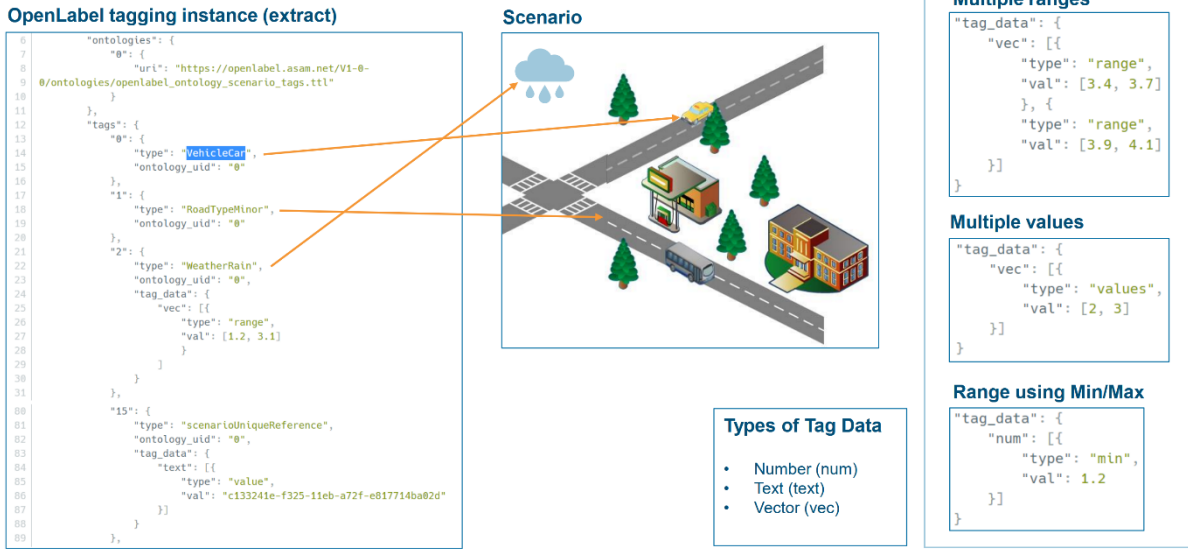 OpenLabel tagging instance (extract)
6 "ontologies": {
7 "0": {
8 "uri": "https://openlabel.asam.net/V1-0-
9 0/ontologies/openlabel_ontology_scenario_tags.ttl"
10 }
11 },
12 "tags": {
13 "0": {
14 "type": "VehicleCar",
15 "ontology_uid": "0"
16 },
17 "1": {
18 "type": "RoadTypeMinor",
19 "ontology_uid": "0"
20 },
21 "2": {
22 "type": "WeatherRain",
23 "ontology_uid": "0",
24 "tag_data": {
25 "vec": [{
26 "type": "range",
27 "val": [1.2, 3.1]
28 }
29 ]
30 }
31 },
80 "15": {
81 "type": "scenarioUniqueReference",
82 "ontology_uid": "0",
83 "tag_data": {
84 "text": [{
85 "type": "value",
86 "val": "c133241e-f325-11eb-a72f-e817714ba02d"
87 }]
88 }
89 },
Scenario
Types of Tag Data
• Number (num)
• Text (text)
• Vector (vec)
Multiple ranges
"tag_data": {
"vec": [{
"type": "range",
"val": [3.4, 3.7]
}, {
"type": "range",
"val": [3.9, 4.1]
}]
}
Multiple values
"tag_data": {
"vec": [{
"type": "values",
"val": [2, 3]
}]
}
Range using Min/Max
"tag_data": {
"num": [{
"type": "min",
"val": 1.2
}]
}